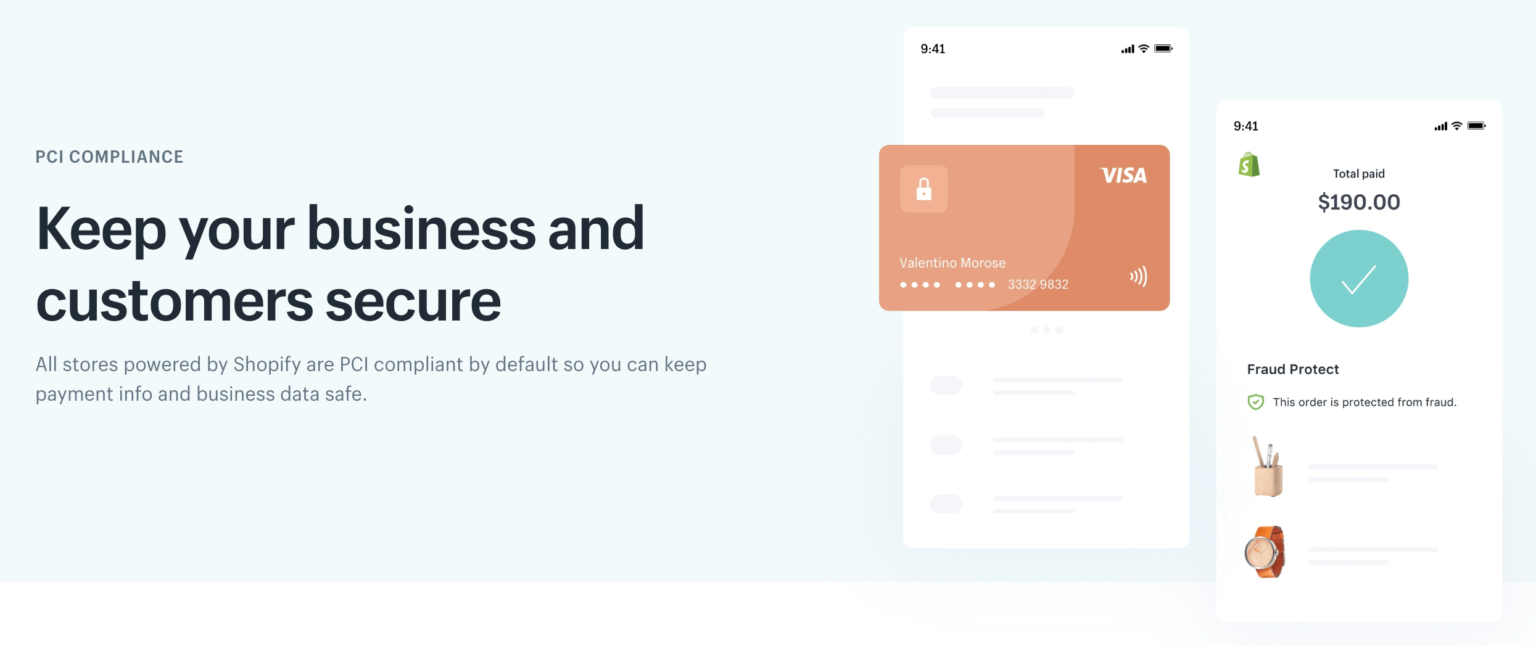 PCI COMPLIANCE
Keep your business and
customers secure
All stores powered by Shopify are PCI compliant by default so you can keep
payment info and business data safe.
9:41
VISA
Valentino Morose
•••• •••• 3332 9832
9:41
S
Total paid
$190.00
Fraud Protect
This order is protected from fraud.